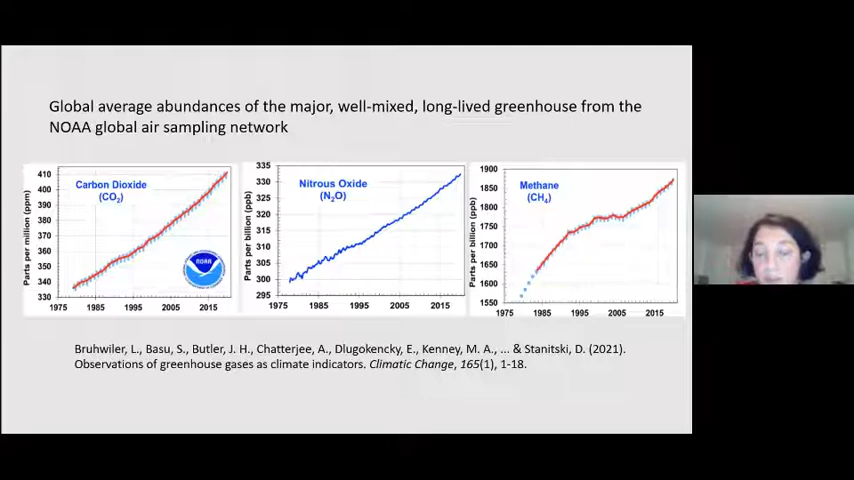 Global average abundances of the major, well-mixed, long-lived greenhouse from the
NOAA global air sampling network
Parts per million (ppm)
410
400
390
380
370
360
350
340
330
1975
1985
1995
2005
2015
Carbon Dioxide
(CO2)
NOAA
Parts per billion (ppb)
335
330
325
320
315
310
305
300
295
1975
1985
1995
2005
2015
Nitrous Oxide
(N2O)
Parts per billion (ppb)
1900
1850
1800
1750
1700
1650
1600
1550
1975
1985
1995
2005
2015
Methane
(CH4)
Bruhwiler, L., Basu, S., Butler, J. H., Chatterjee, A., Dlugokencky, E., Kenney, M. A., ... & Stanitski, D. (2021).
Observations of greenhouse gases as climate indicators. Climatic Change, 165(1), 1-18.